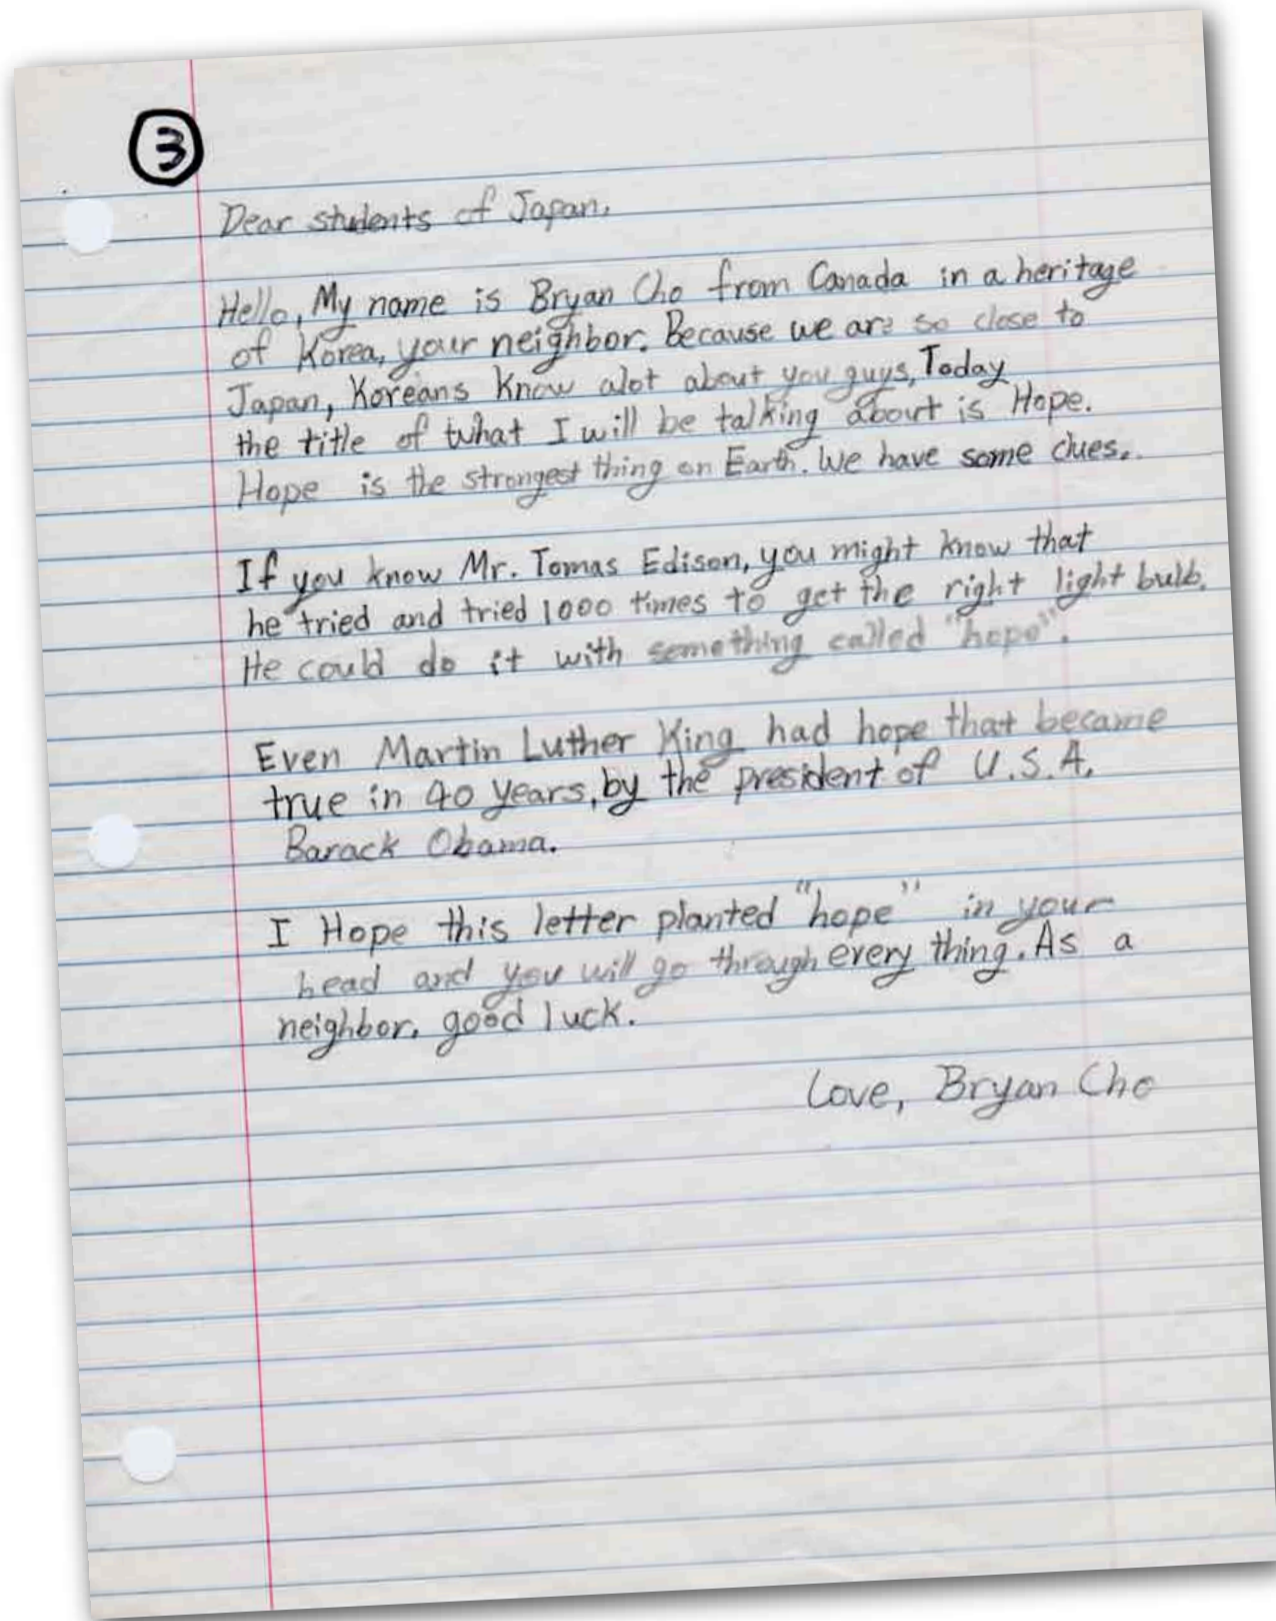 3
Dear students of Japan,
Hello, My name is Bryan Cho from Canada in a heritage
of Korea, your neighbor. Because we are so close to
Japan, Koreans know alot about you guys, Today
the title of what I will be talking about is Hope.
Hope is the strongest thing on Earth. We have some clues.
If you know Mr. Tomas Edison, you might know that
he tried and tried 1000 times to get the right light bulb.
He could do it with something called "hope".
Even Martin Luther King had hope that became
true in 40 years, by the president of U.S.A,
Barack Obama.
I Hope this letter planted "hope" in your
head and you will go through every thing. As a
neighbor, good luck.
Love, Bryan Cho